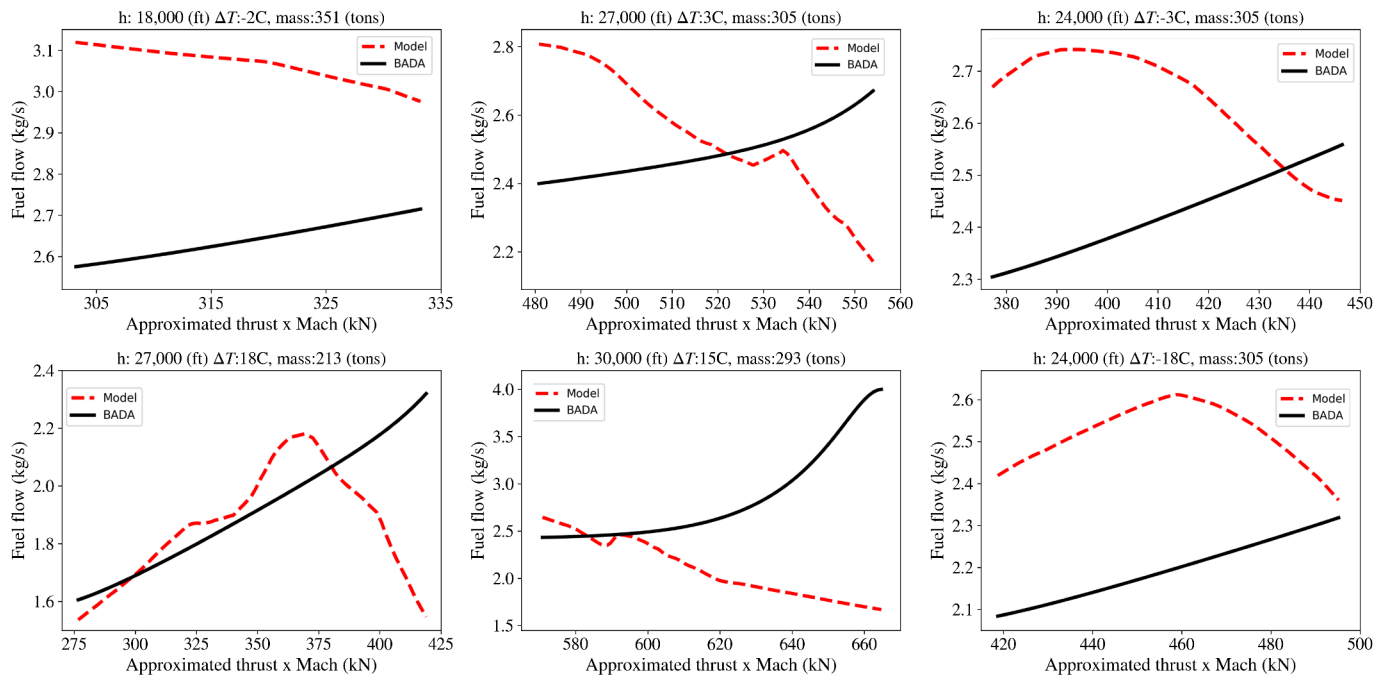 h: 18,000 (ft) ΔT:-2C, mass:351 (tons)
3.1
3.0
2.9
2.8
2.7
2.6
Fuel flow (kg/s)
Model
BADA
305
315
325
335
Approximated thrust x Mach (kN)
h: 27,000 (ft) ΔT:3C, mass:305 (tons)
2.8
2.6
2.4
2.2
Fuel flow (kg/s)
Model
BADA
480
490
500
510
520
530
540
550
560
Approximated thrust x Mach (kN)
h: 24,000 (ft) ΔT:-3C, mass:305 (tons)
2.7
2.6
2.5
2.4
2.3
Fuel flow (kg/s)
Model
BADA
380
390
400
410
420
430
440
450
Approximated thrust x Mach (kN)
h: 27,000 (ft) ΔT:18C, mass:213 (tons)
2.4
2.2
2.0
1.8
1.6
Fuel flow (kg/s)
Model
BADA
275
300
325
350
375
400
425
Approximated thrust x Mach (kN)
h: 30,000 (ft) ΔT:15C, mass:293 (tons)
4.0
3.5
3.0
2.5
2.0
1.5
Fuel flow (kg/s)
Model
BADA
580
600
620
640
660
Approximated thrust x Mach (kN)
h: 24,000 (ft) ΔT:-18C, mass:305 (tons)
2.6
2.5
2.4
2.3
2.2
2.1
Fuel flow (kg/s)
Model
BADA
420
440
460
480
500
Approximated thrust x Mach (kN)